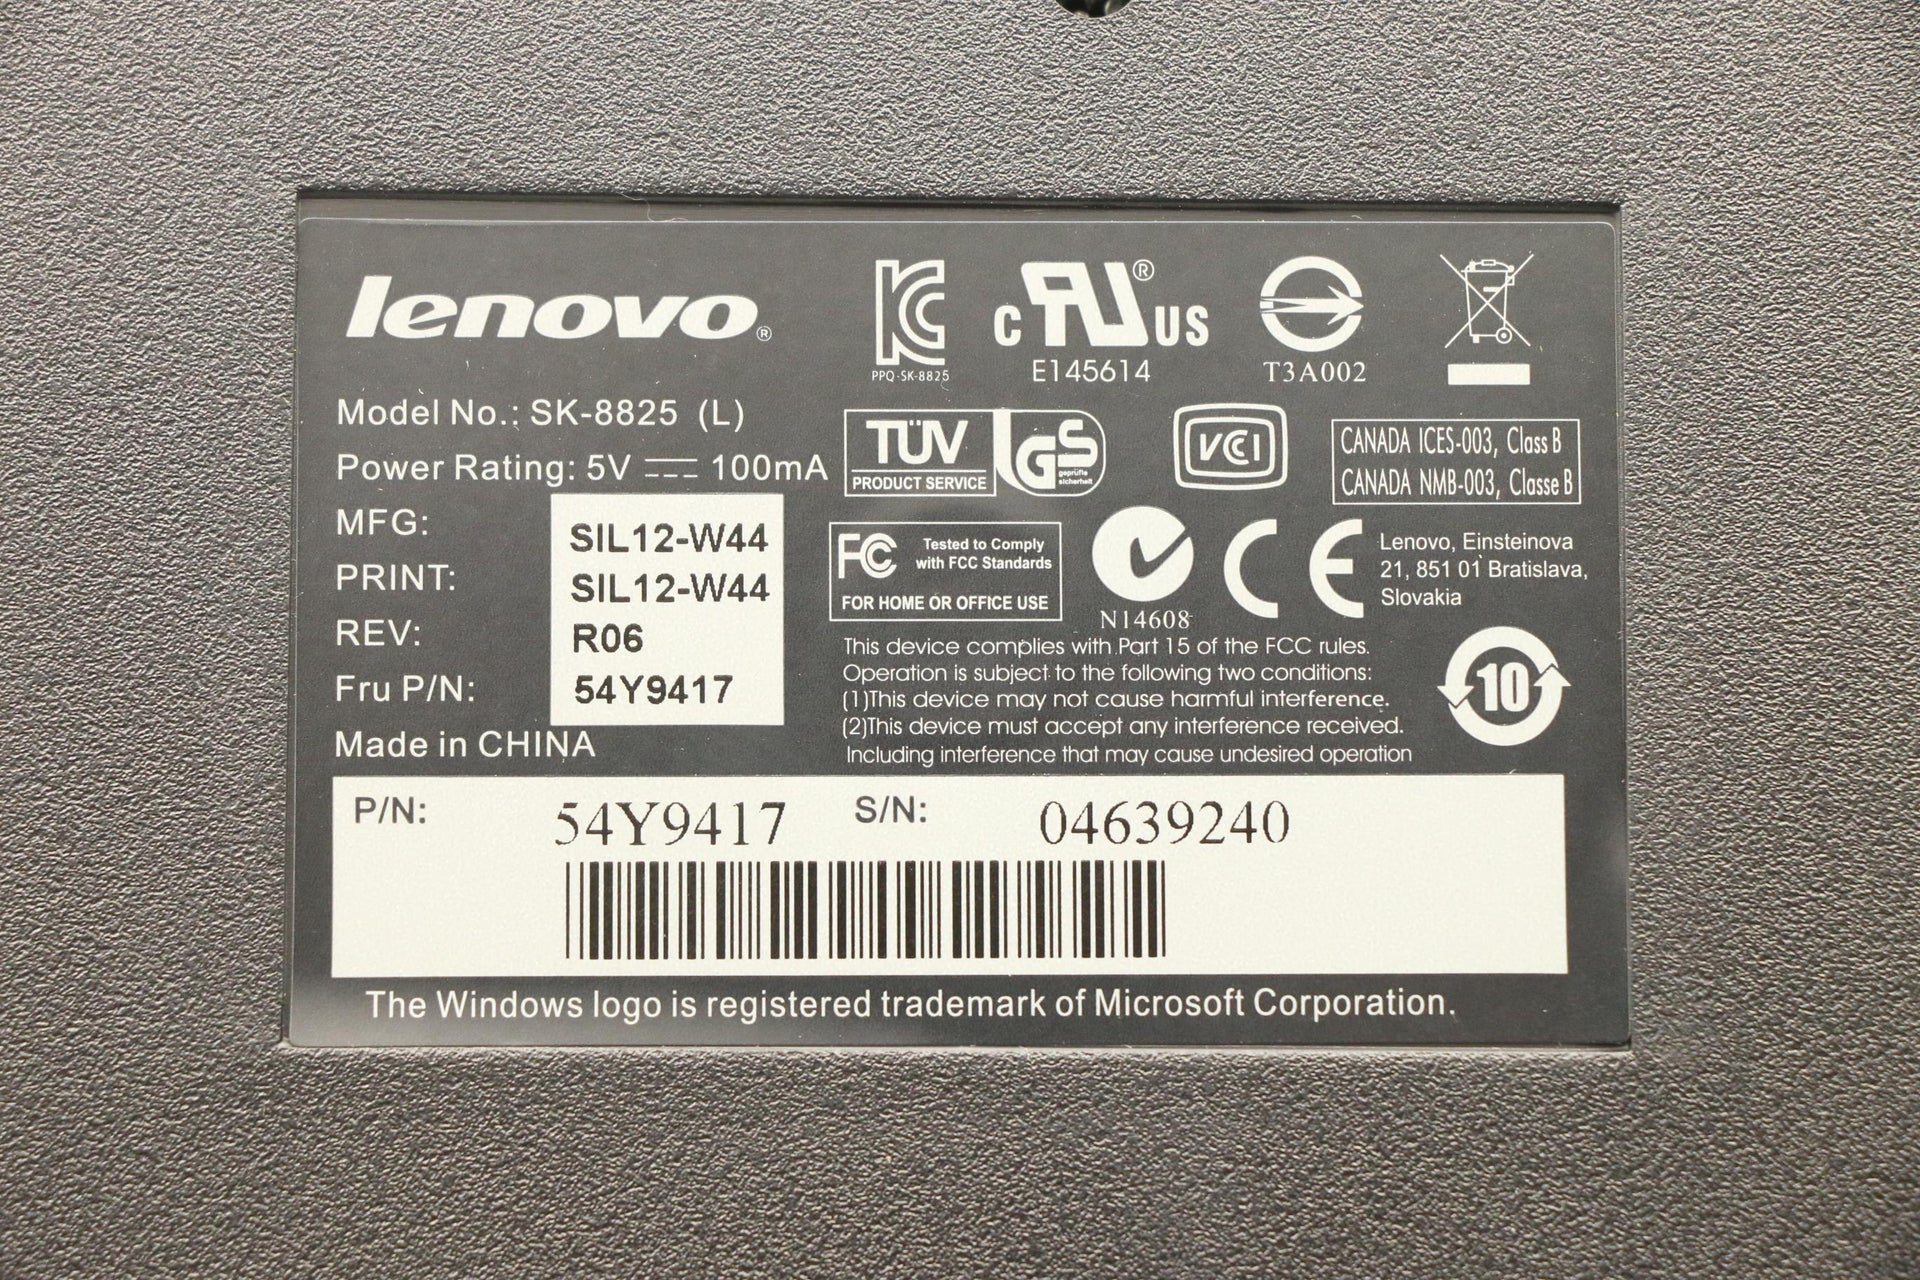 lenovo®
Model No.: SK-8825 (L)
Power Rating: 5V 100mA
MFG: SIL12-W44
PRINT: SIL12-W44
REV: R06
Fru P/N: 54Y9417
Made in CHINA
PPQ-SK-8825
c RU® US
E145614
T3A002
TÜV
PRODUCT SERVICE
GS
geprüfte
sicherheit
VCCI
CANADA ICES-003, Class B
CANADA NMB-003, Classe B
FC
Tested to Comply
with FCC Standards
FOR HOME OR OFFICE USE
N14608
CE
Lenovo, Einsteinova
21, 851 01 Bratislava,
Slovakia
This device complies with Part 15 of the FCC rules.
Operation is subject to the following two conditions:
(1)This device may not cause harmful interference.
(2)This device must accept any interference received.
Including interference that may cause undesired operation
10
P/N: 54Y9417 S/N: 04639240
The Windows logo is registered trademark of Microsoft Corporation.